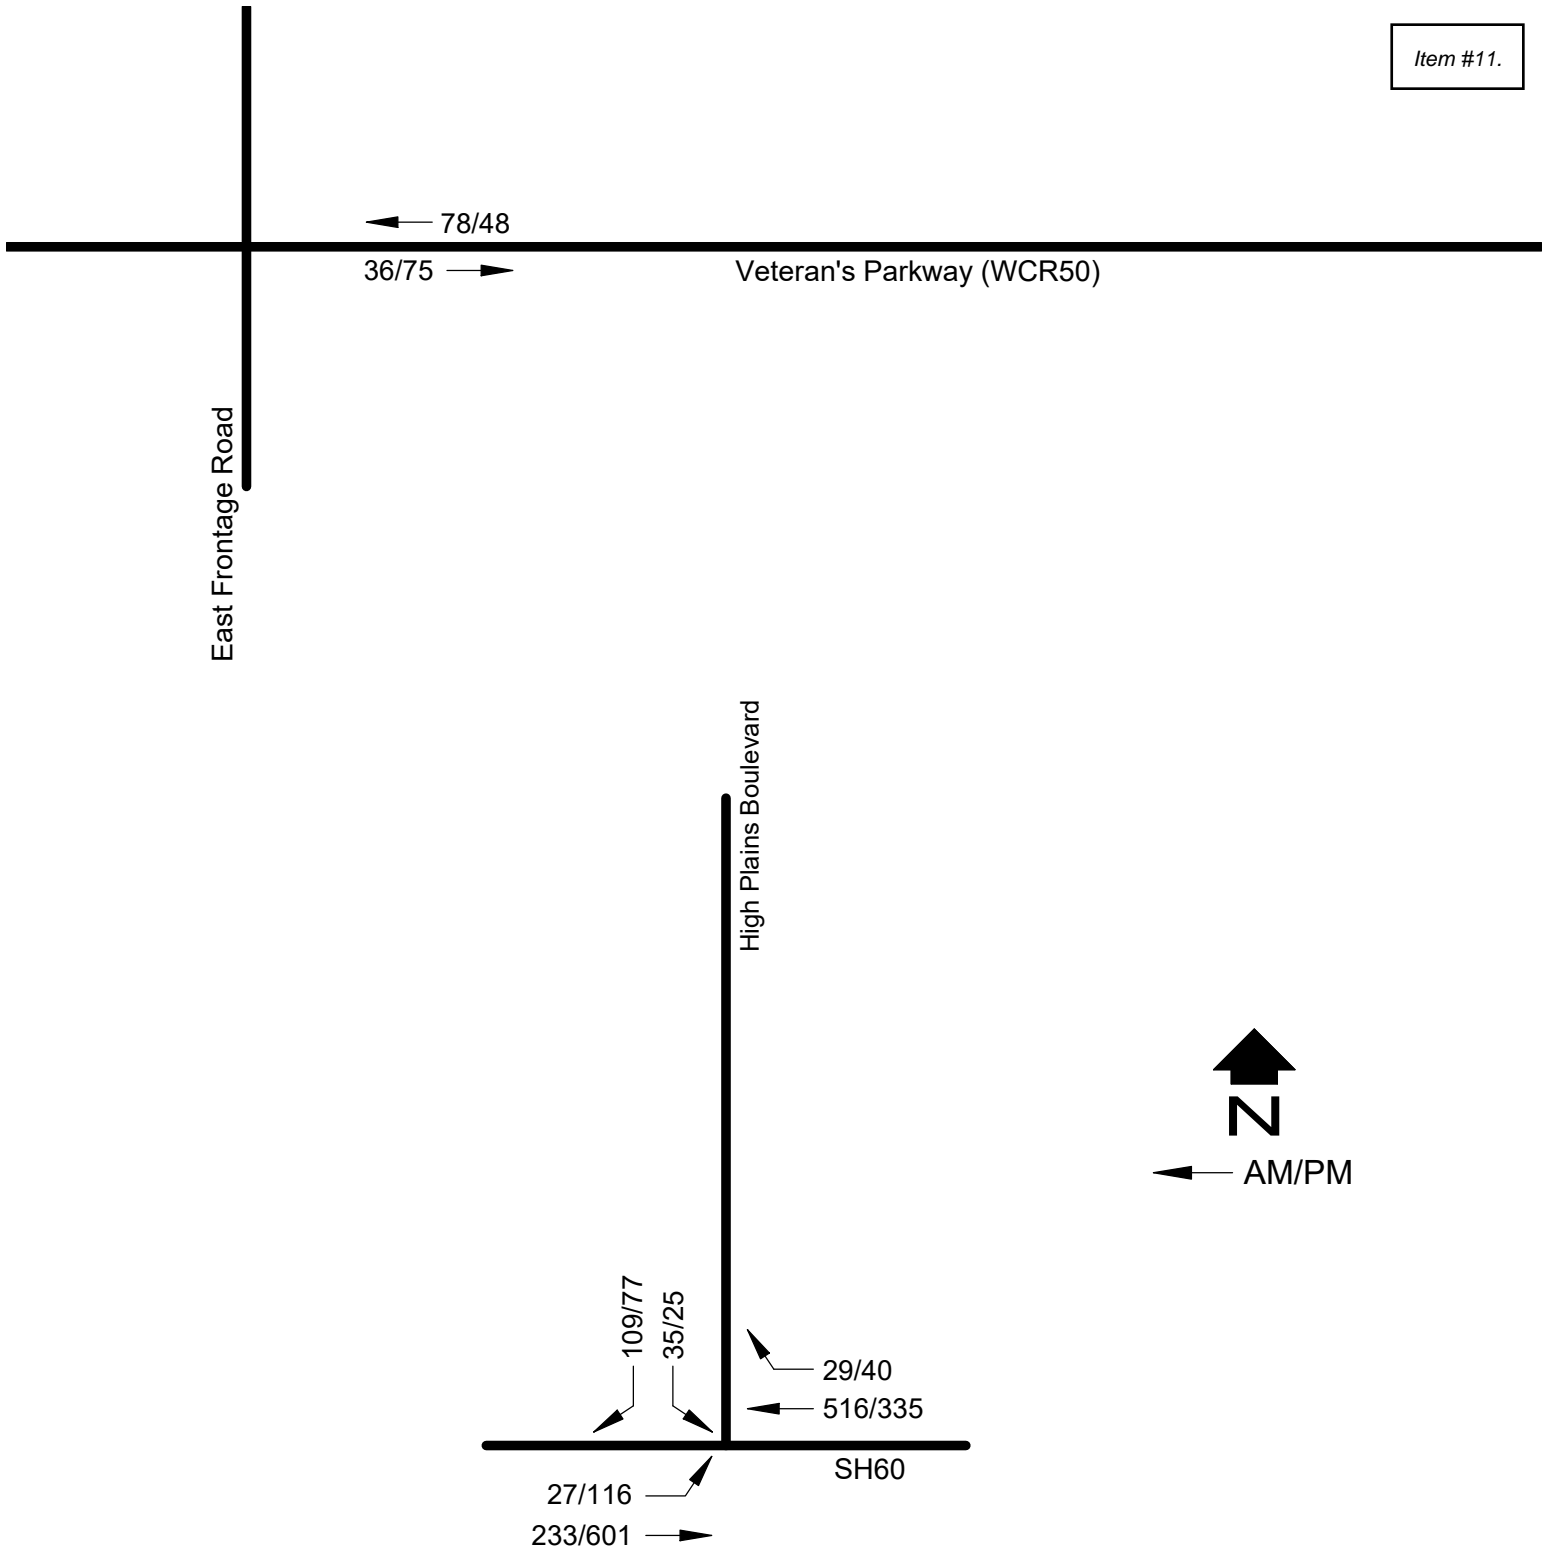 Item #11.
78/48
36/75
Veteran's Parkway (WCR50)
East Frontage Road
High Plains Boulevard
N
AM/PM
109/77
35/25
29/40
516/335
SH60
27/116
233/601